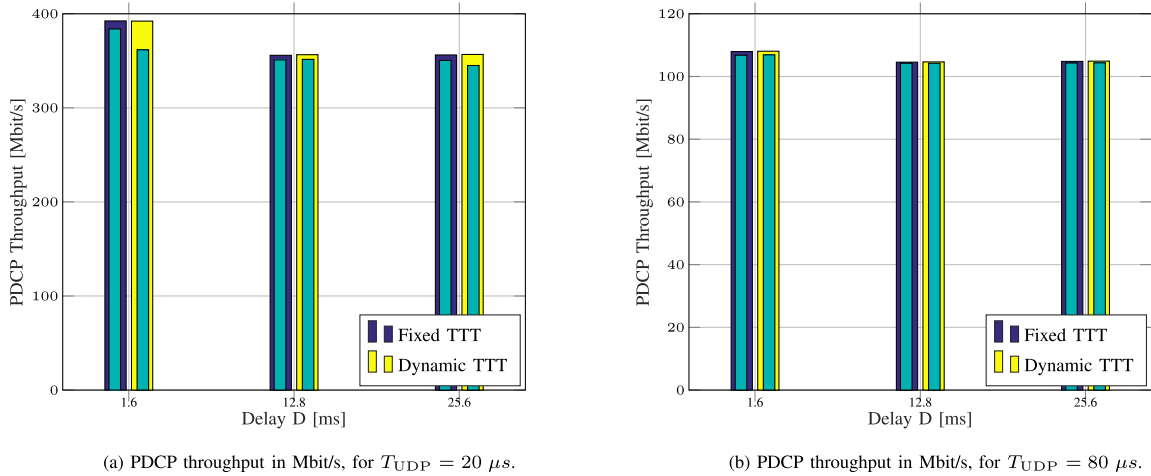 PDCP Throughput [Mbit/s]
400
300
200
100
0
1.6
12.8
25.6
Delay D [ms]
Fixed TTT
Dynamic TTT
(a) PDCP throughput in Mbit/s, for T_UDP = 20 μs.
PDCP Throughput [Mbit/s]
120
100
80
60
40
20
0
1.6
12.8
25.6
Delay D [ms]
Fixed TTT
Dynamic TTT
(b) PDCP throughput in Mbit/s, for T_UDP = 80 μs.